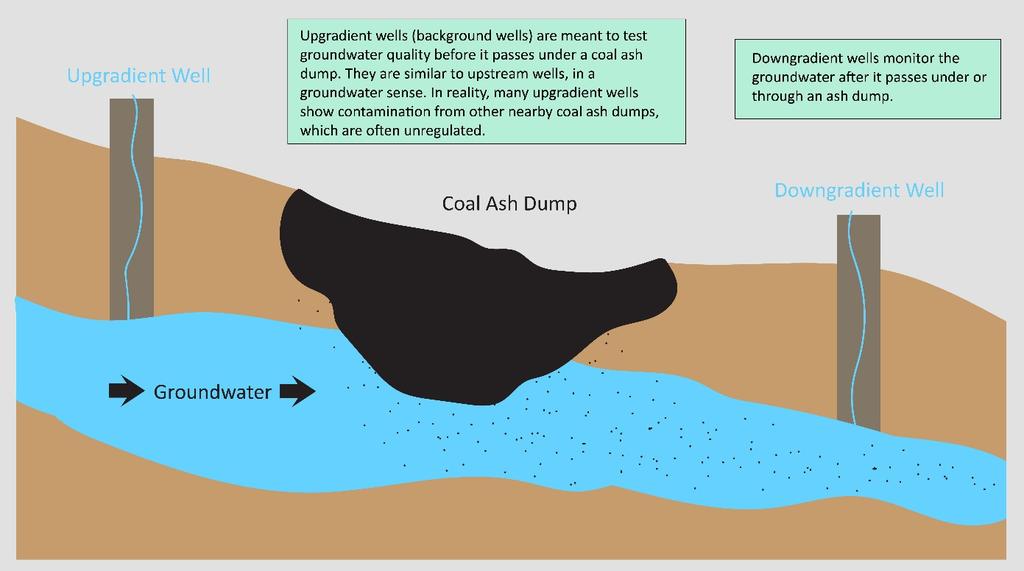 Upgradient Well
Upgradient wells (background wells) are meant to test
groundwater quality before it passes under a coal ash
dump. They are similar to upstream wells, in a
groundwater sense. In reality, many upgradient wells
show contamination from other nearby coal ash dumps,
which are often unregulated.
Downgradient wells monitor the
groundwater after it passes under or
through an ash dump.
Coal Ash Dump
Downgradient Well
Groundwater